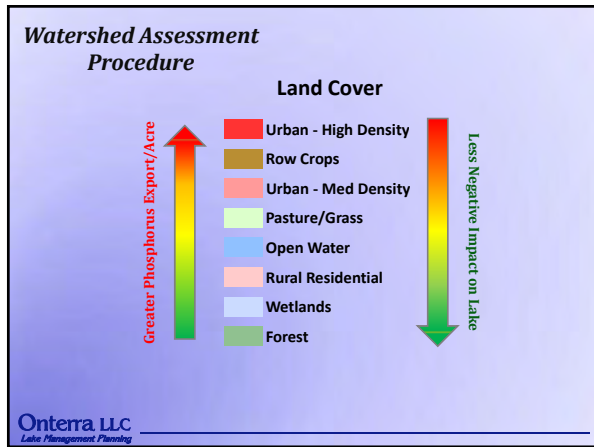 Watershed Assessment
Procedure
Land Cover
Greater Phosphorus Export/Acre
Urban - High Density
Row Crops
Urban - Med Density
Pasture/Grass
Open Water
Rural Residential
Wetlands
Forest
Less Negative Impact on Lake
Onterra LLC
Lake Management Planning